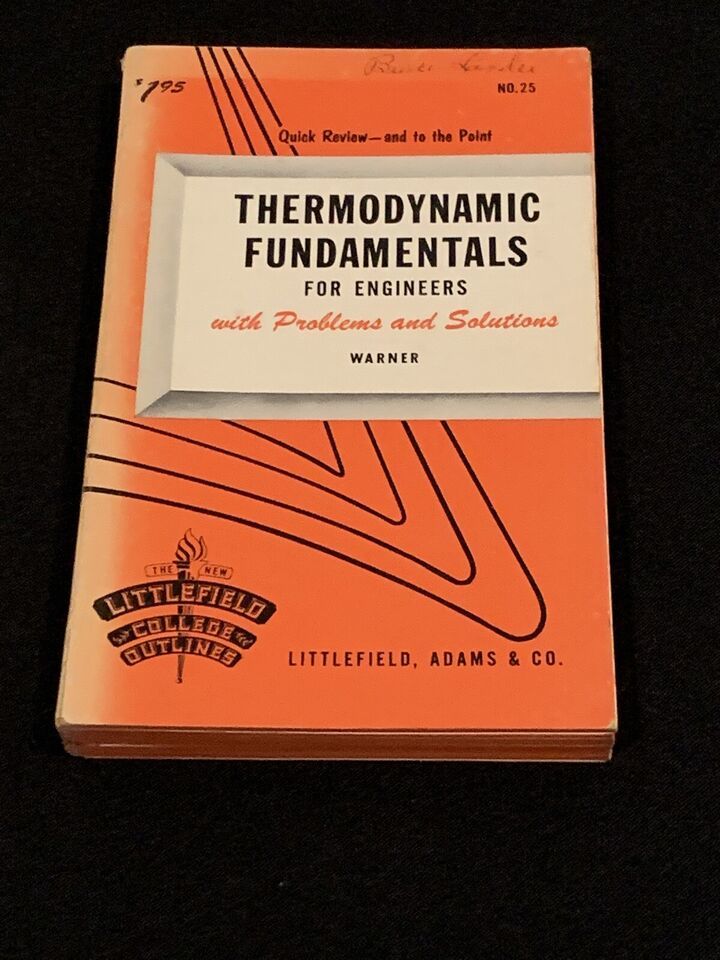 $1.95
NO.25
Quick Review—and to the Point
THERMODYNAMIC
FUNDAMENTALS
FOR ENGINEERS
with Problems and Solutions
WARNER
THE NEW
LITTLEFIELD
COLLEGE
OUTLINES
LITTLEFIELD, ADAMS & CO.